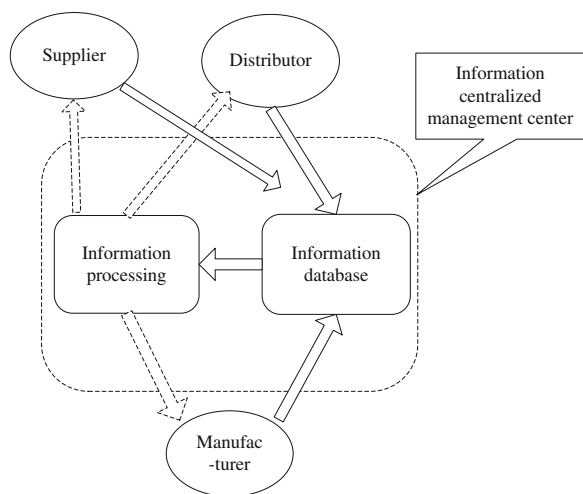 Supplier
Distributor
Information
centralized
management center
Information
processing
Information
database
Manufac
-turer